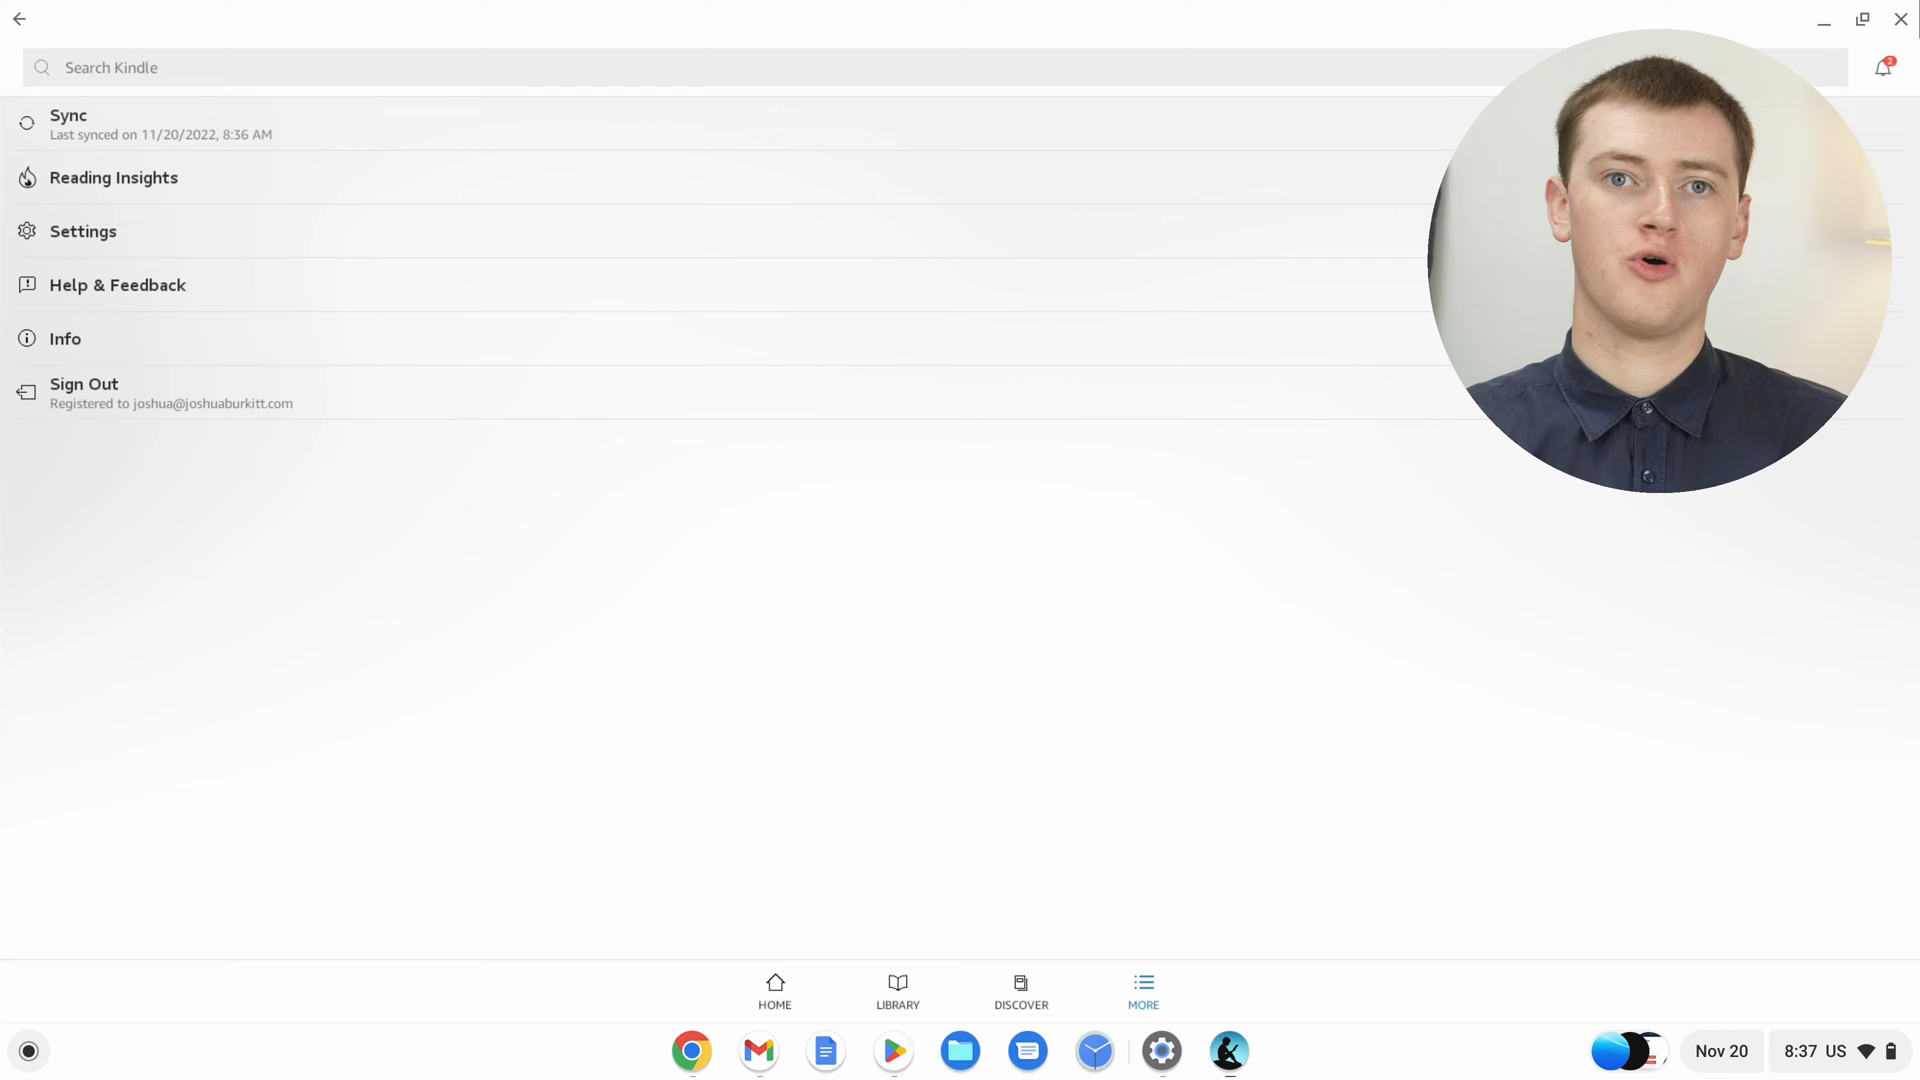 Search Kindle
2
Sync
Last synced on 11/20/2022, 8:36 AM
Reading Insights
Settings
Help & Feedback
Info
Sign Out
Registered to joshua@joshuaburkitt.com
HOME
LIBRARY
DISCOVER
MORE
Nov 20
8:37 US